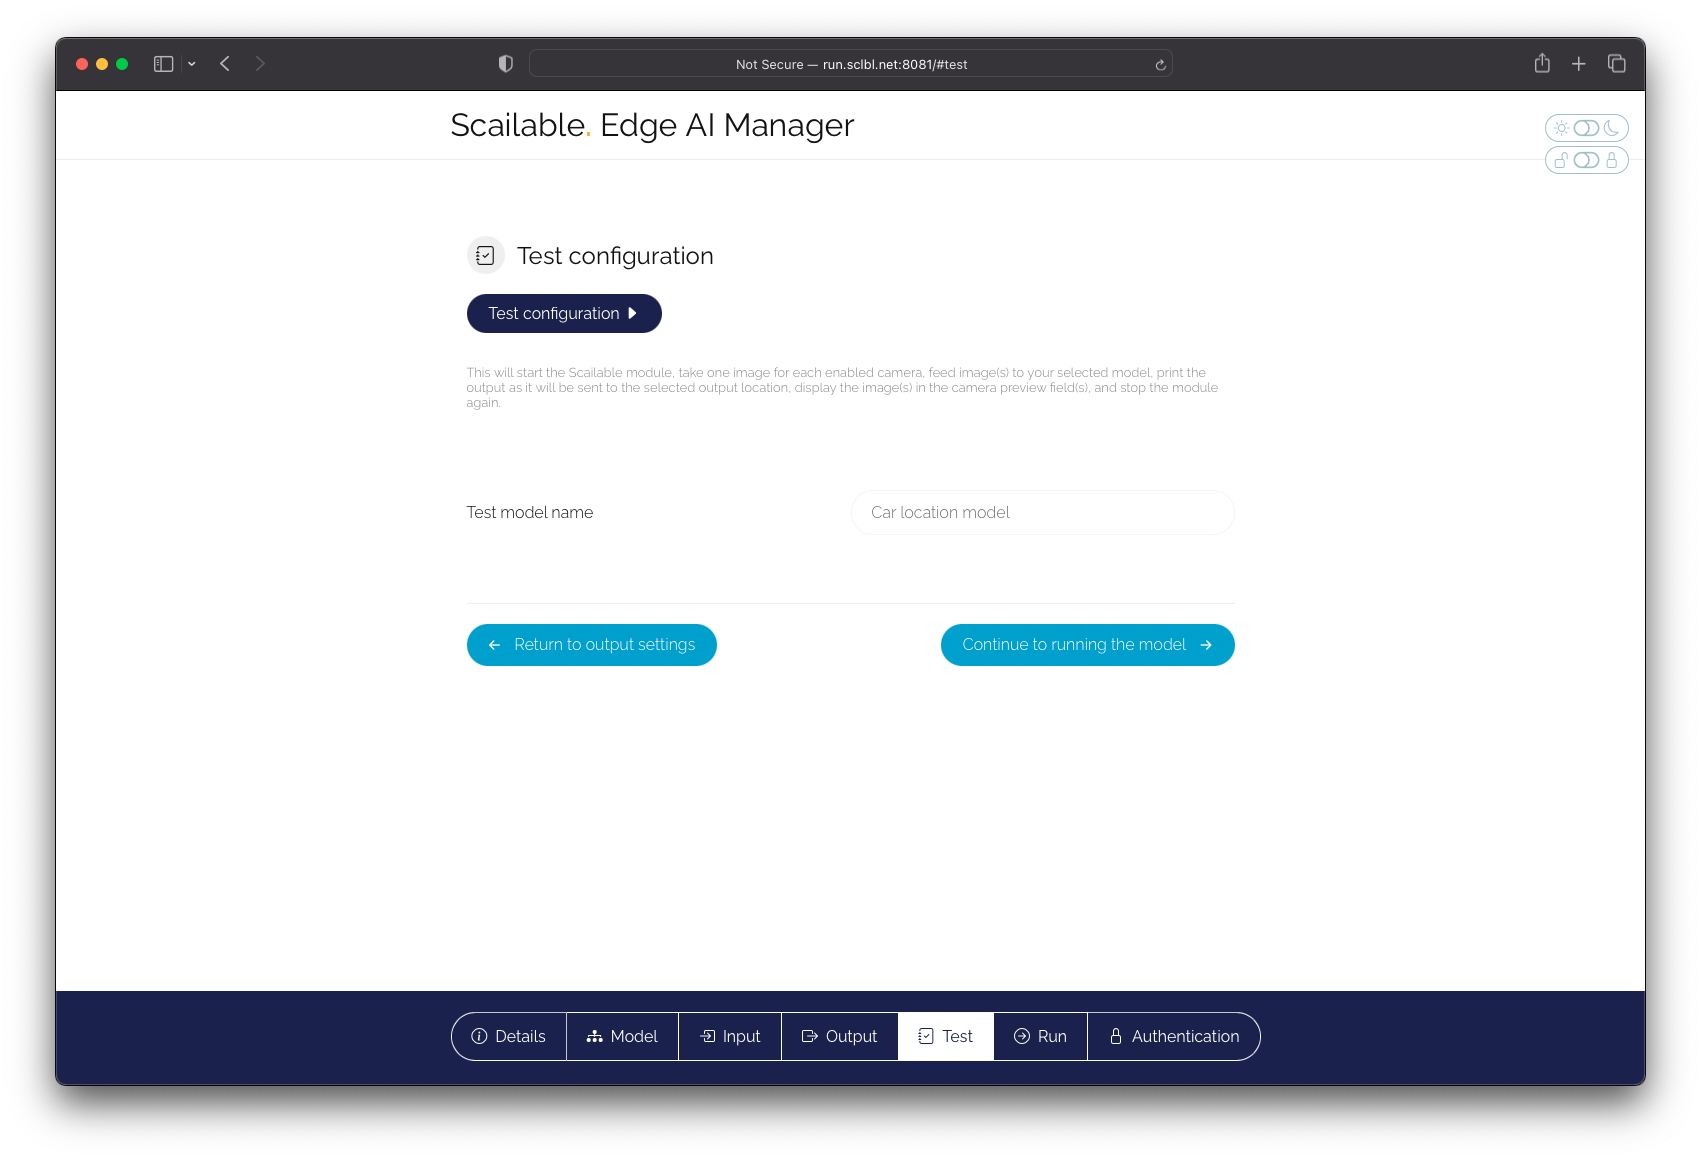 Not Secure — run.sclbl.net:8081/#test
Scailable. Edge AI Manager
Test configuration
Test configuration
This will start the Scailable module, take one image for each enabled camera, feed image(s) to your selected model, print the
output as it will be sent to the selected output location, display the image(s) in the camera preview field(s), and stop the module
again.
Test model name
Car location model
Return to output settings
Continue to running the model
Details
Model
Input
Output
Test
Run
Authentication